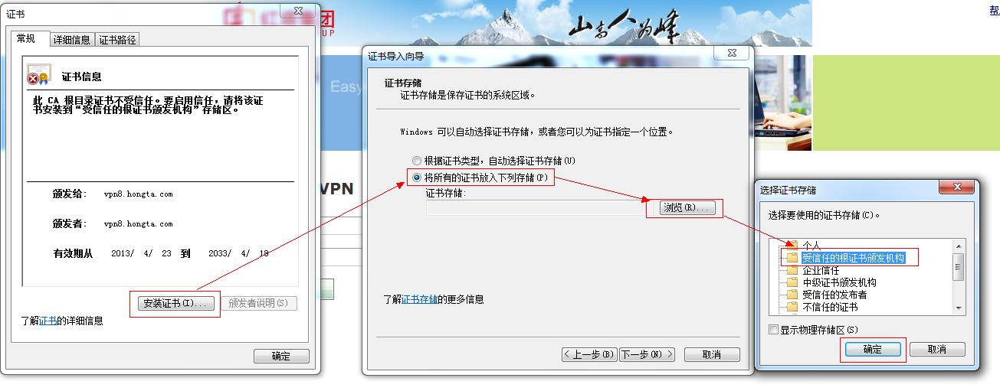 证书
常规
详细信息
证书路径
证书信息
此 CA 根目录证书不受信任。要启用信任，请将该证
书安装到“受信任的根证书颁发机构”存储区。
颁发给： vpn8.hongta.com
颁发者： vpn8.hongta.com
有效期从 2013/ 4/ 23 到 2033/ 4/ 18
安装证书(I)...
颁发者说明(S)
了解证书的详细信息
确定
团
UP
山高人为峰
帮
Easy
VPN
证书导入向导
证书存储
证书存储是保存证书的系统区域。
Windows 可以自动选择证书存储，或者您可以为证书指定一个位置。
根据证书类型，自动选择证书存储(U)
将所有的证书放入下列存储(P)
证书存储：
浏览(R)...
了解证书存储的更多信息
< 上一步(B)
下一步(N) >
取消
选择证书存储
选择要使用的证书存储(C)。
个人
受信任的根证书颁发机构
企业信任
中级证书颁发机构
受信任的发布者
不信任的证书
显示物理存储区(S)
确定
取消